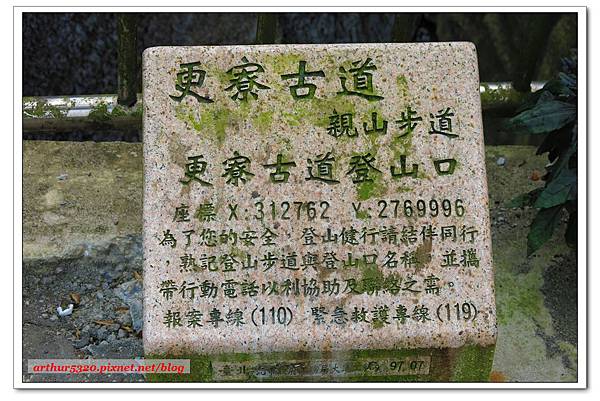 更寮古道
親山步道
更寮古道登山口
座標 X:312762 Y:2769996
為了您的安全，登山健行請結伴同行
熟記登山步道與登山口名稱，並攜
帶行動電話以利協助及聯絡之需。
報案專線(110) 緊急救護專線(119)
臺北 97.07
arthur5320.pixnet.net/blog